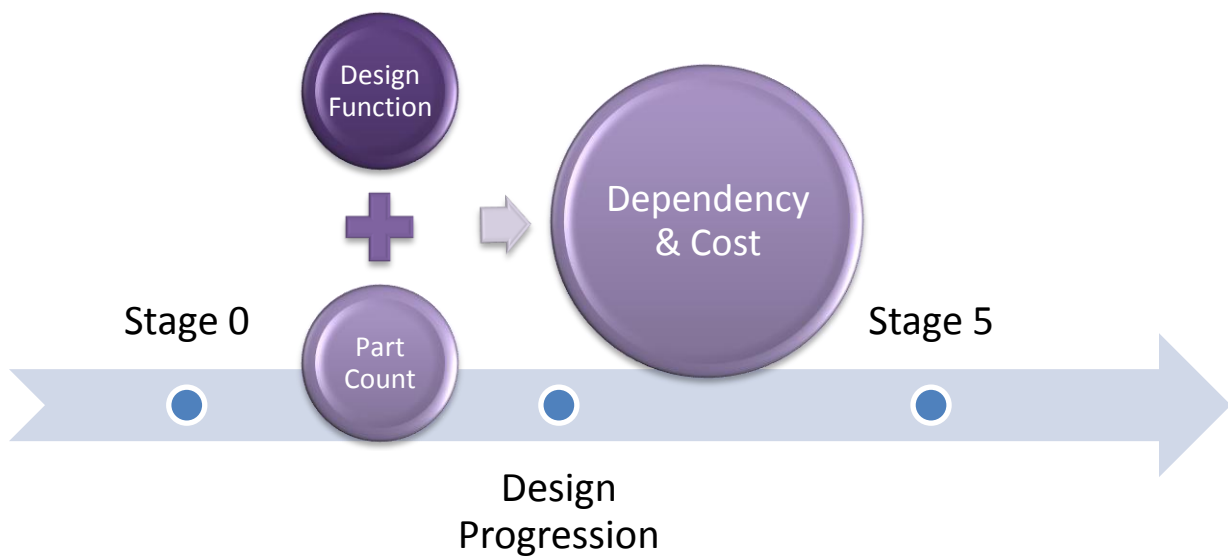 Design
Function
Dependency
& Cost
Stage 0
Part
Count
Stage 5
Design
Progression